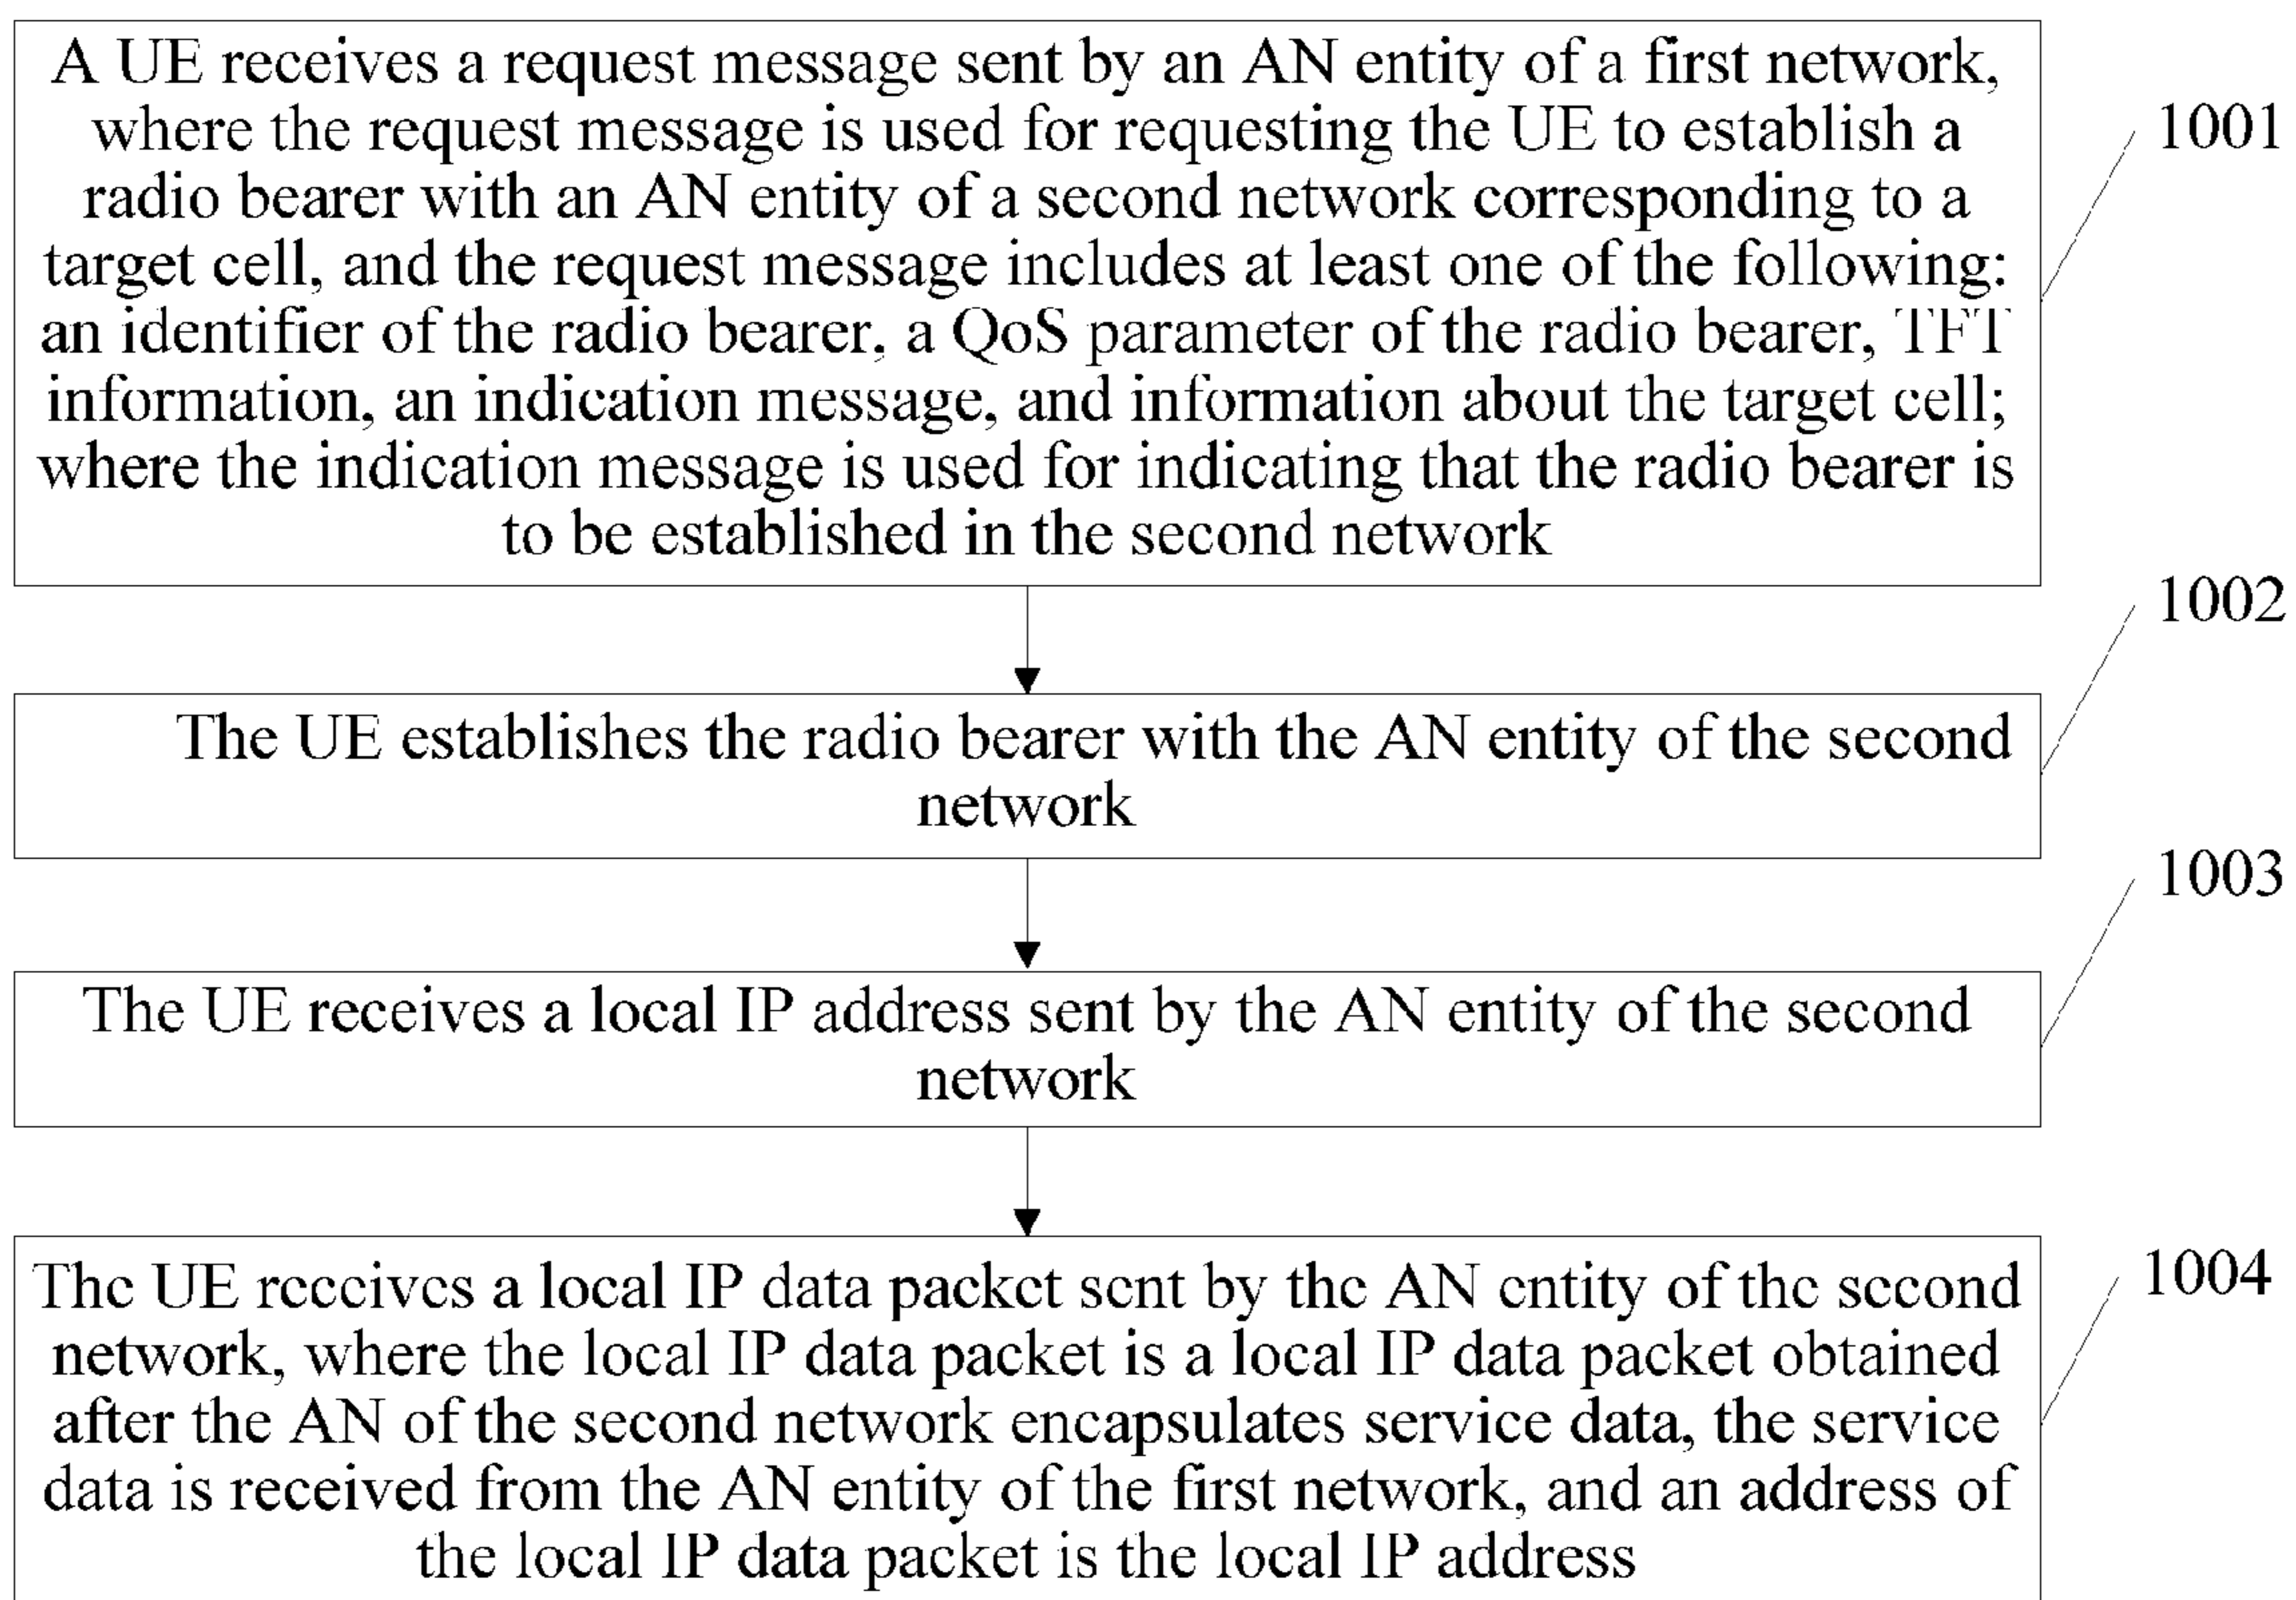 A UE receives a request message sent by an AN entity of a first network,
where the request message is used for requesting the UE to establish a
radio bearer with an AN entity of a second network corresponding to a
target cell, and the request message includes at least one of the following:
an identifier of the radio bearer, a QoS parameter of the radio bearer, TFT
information, an indication message, and information about the target cell;
where the indication message is used for indicating that the radio bearer is
to be established in the second network
1001
The UE establishes the radio bearer with the AN entity of the second
network
1002
The UE receives a local IP address sent by the AN entity of the second
network
1003
The UE receives a local IP data packet sent by the AN entity of the second
network, where the local IP data packet is a local IP data packet obtained
after the AN of the second network encapsulates service data, the service
data is received from the AN entity of the first network, and an address of
the local IP data packet is the local IP address
1004